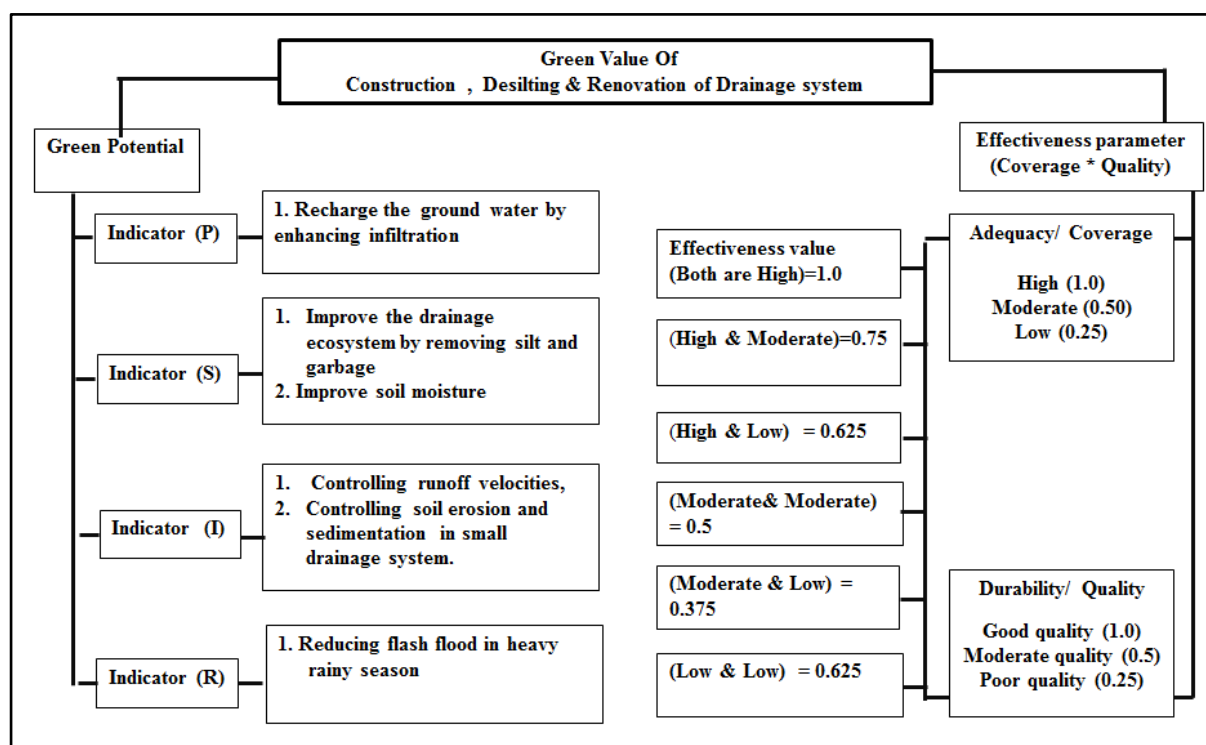 Green Value Of
Construction , Desilting & Renovation of Drainage system
Green Potential
Indicator (P)
1. Recharge the ground water by
enhancing infiltration
Indicator (S)
1. Improve the drainage
ecosystem by removing silt and
garbage
2. Improve soil moisture
Indicator (I)
1. Controlling runoff velocities,
2. Controlling soil erosion and
sedimentation in small
drainage system.
Indicator (R)
1. Reducing flash flood in heavy
rainy season
Effectiveness parameter
(Coverage * Quality)
Effectiveness value
(Both are High)=1.0
(High & Moderate)=0.75
(High & Low) = 0.625
(Moderate& Moderate)
= 0.5
(Moderate & Low) =
0.375
(Low & Low) = 0.625
Adequacy/ Coverage
High (1.0)
Moderate (0.50)
Low (0.25)
Durability/ Quality
Good quality (1.0)
Moderate quality (0.5)
Poor quality (0.25)